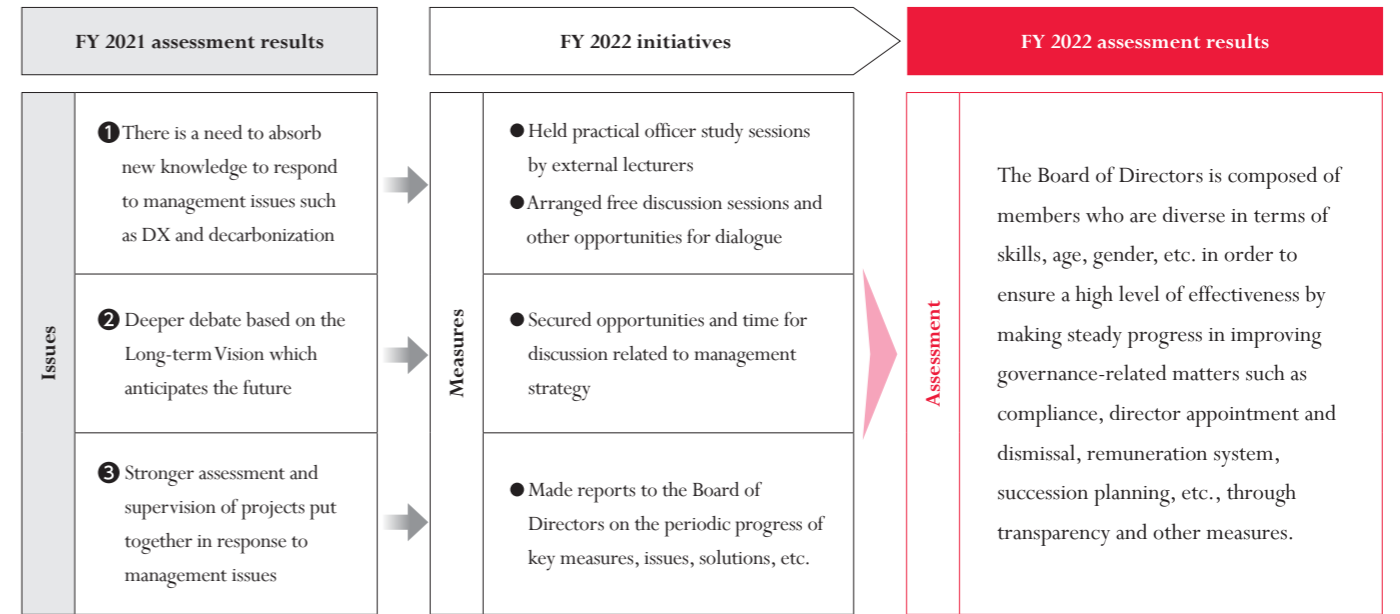 FY 2021 assessment results
FY 2022 initiatives
FY 2022 assessment results
Issues
❶ There is a need to absorb
new knowledge to respond
to management issues such
as DX and decarbonization
❷ Deeper debate based on the
Long-term Vision which
anticipates the future
❸ Stronger assessment and
supervision of projects put
together in response to
management issues
Measures
● Held practical officer study sessions
by external lecturers
● Arranged free discussion sessions and
other opportunities for dialogue
● Secured opportunities and time for
discussion related to management
strategy
● Made reports to the Board of
Directors on the periodic progress of
key measures, issues, solutions, etc.
Assessment
The Board of Directors is composed of
members who are diverse in terms of
skills, age, gender, etc. in order to
ensure a high level of effectiveness by
making steady progress in improving
governance-related matters such as
compliance, director appointment and
dismissal, remuneration system,
succession planning, etc., through
transparency and other measures.